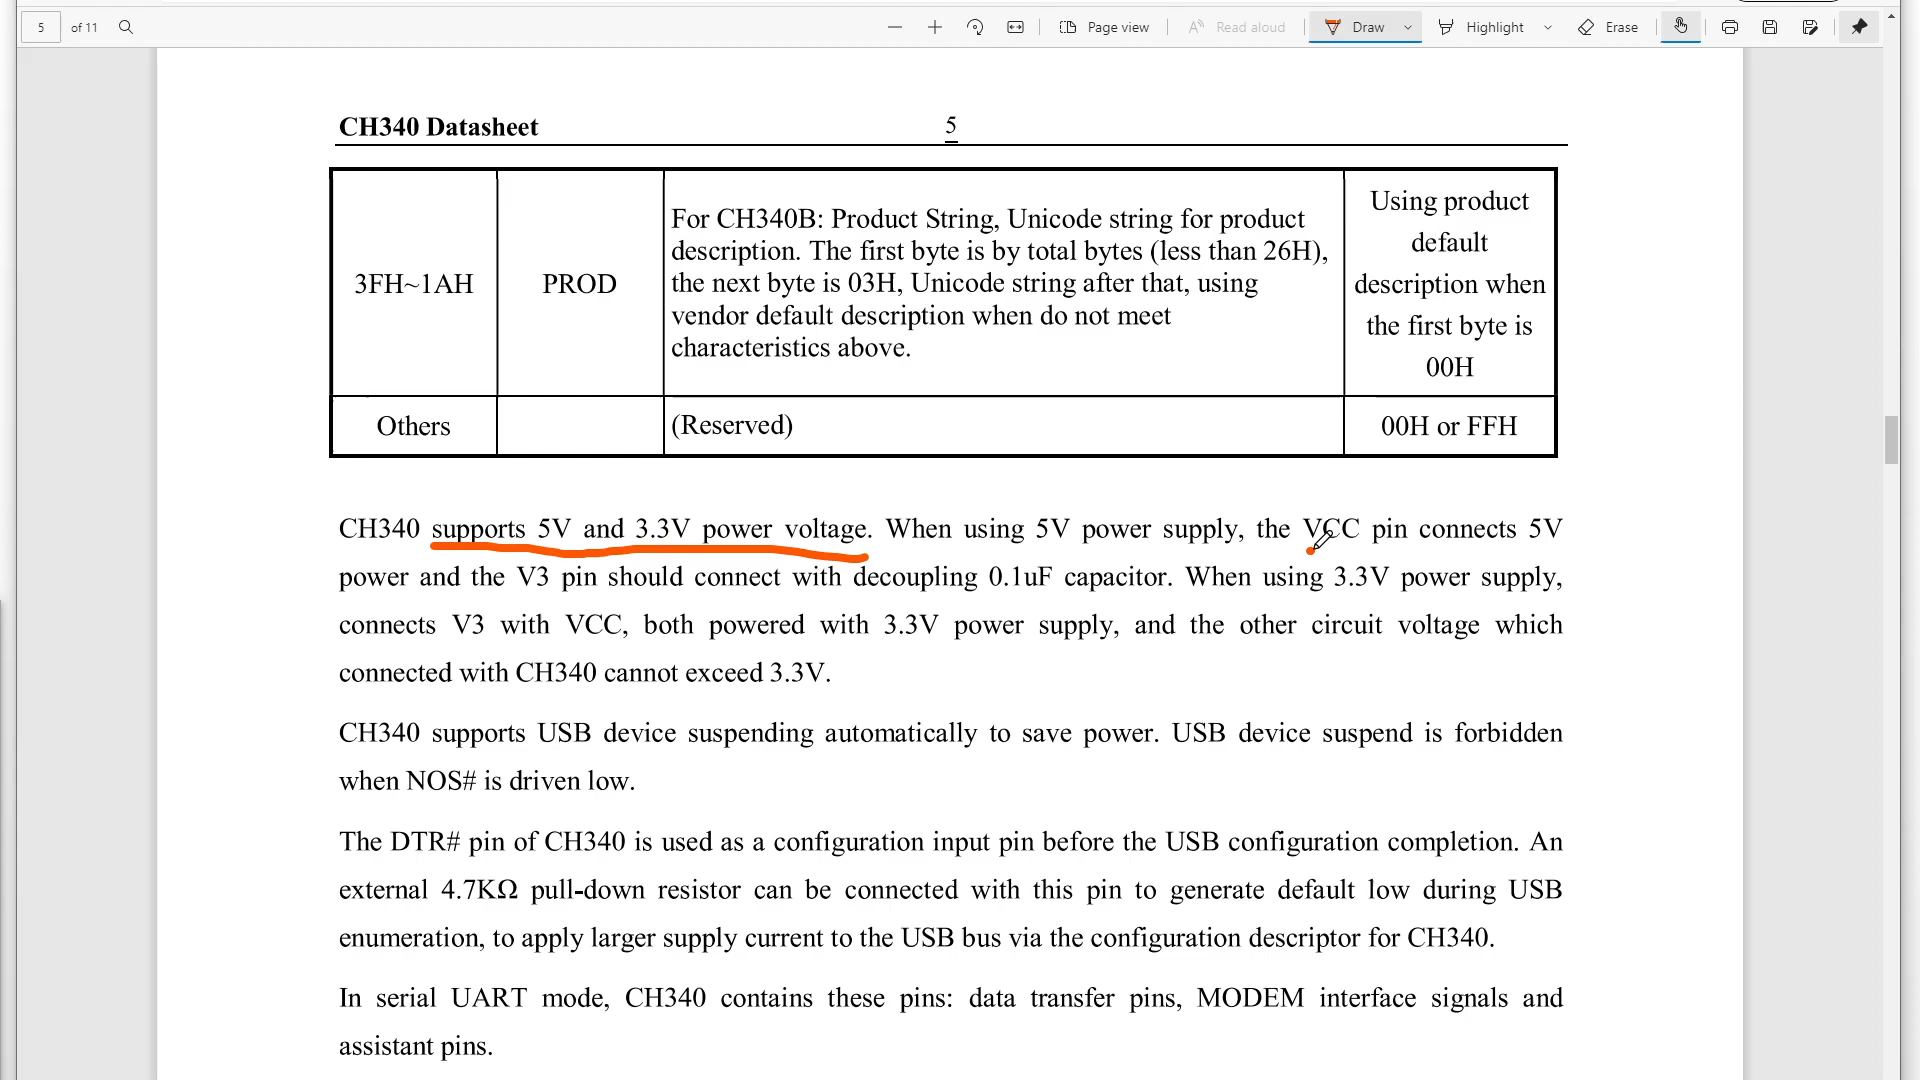 5 of 11 Page view Read aloud Draw Highlight Erase
CH340 Datasheet 5
3FH~1AH
PROD
For CH340B: Product String, Unicode string for product
description. The first byte is by total bytes (less than 26H),
the next byte is 03H, Unicode string after that, using
vendor default description when do not meet
characteristics above.
Using product
default
description when
the first byte is
00H
Others
(Reserved)
00H or FFH
CH340 supports 5V and 3.3V power voltage. When using 5V power supply, the VCC pin connects 5V
power and the V3 pin should connect with decoupling 0.1uF capacitor. When using 3.3V power supply,
connects V3 with VCC, both powered with 3.3V power supply, and the other circuit voltage which
connected with CH340 cannot exceed 3.3V.
CH340 supports USB device suspending automatically to save power. USB device suspend is forbidden
when NOS# is driven low.
The DTR# pin of CH340 is used as a configuration input pin before the USB configuration completion. An
external 4.7KΩ pull-down resistor can be connected with this pin to generate default low during USB
enumeration, to apply larger supply current to the USB bus via the configuration descriptor for CH340.
In serial UART mode, CH340 contains these pins: data transfer pins, MODEM interface signals and
assistant pins.